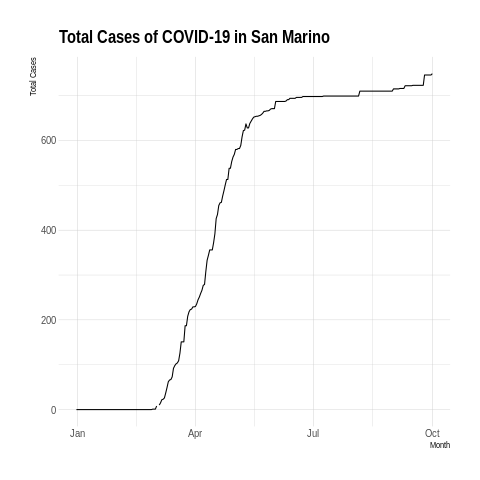 Total Cases of COVID-19 in San Marino
Total Cases
600
400
200
0
Jan Apr Jul Oct
Month